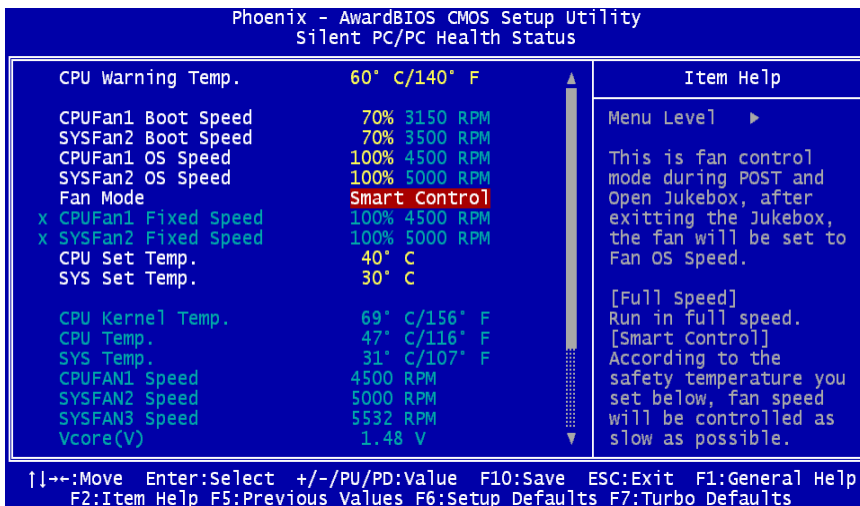 Phoenix - AwardBIOS CMOS Setup Utility
Silent PC/PC Health Status
CPU Warning Temp. 60° C/140° F
CPUFan1 Boot Speed 70% 3150 RPM
SYSFan2 Boot Speed 70% 3500 RPM
CPUFan1 OS Speed 100% 4500 RPM
SYSFan2 OS Speed 100% 5000 RPM
Fan Mode Smart Control
x CPUFan1 Fixed Speed 100% 4500 RPM
x SYSFan2 Fixed Speed 100% 5000 RPM
CPU Set Temp. 40° C
SYS Set Temp. 30° C
CPU Kernel Temp. 69° C/156° F
CPU Temp. 47° C/116° F
SYS Temp. 31° C/107° F
CPUFAN1 Speed 4500 RPM
SYSFAN2 Speed 5000 RPM
SYSFAN3 Speed 5532 RPM
Vcore(V) 1.48 V
Item Help
Menu Level ▶
This is fan control
mode during POST and
Open Jukebox, after
exitting the Jukebox,
the fan will be set to
Fan OS Speed.
[Full Speed]
Run in full speed.
[Smart Control]
According to the
safety temperature you
set below, fan speed
will be controlled as
slow as possible.
↑↓→←:Move Enter:Select +/-/PU/PD:Value F10:Save ESC:Exit F1:General Help
F2:Item Help F5:Previous Values F6:Setup Defaults F7:Turbo Defaults